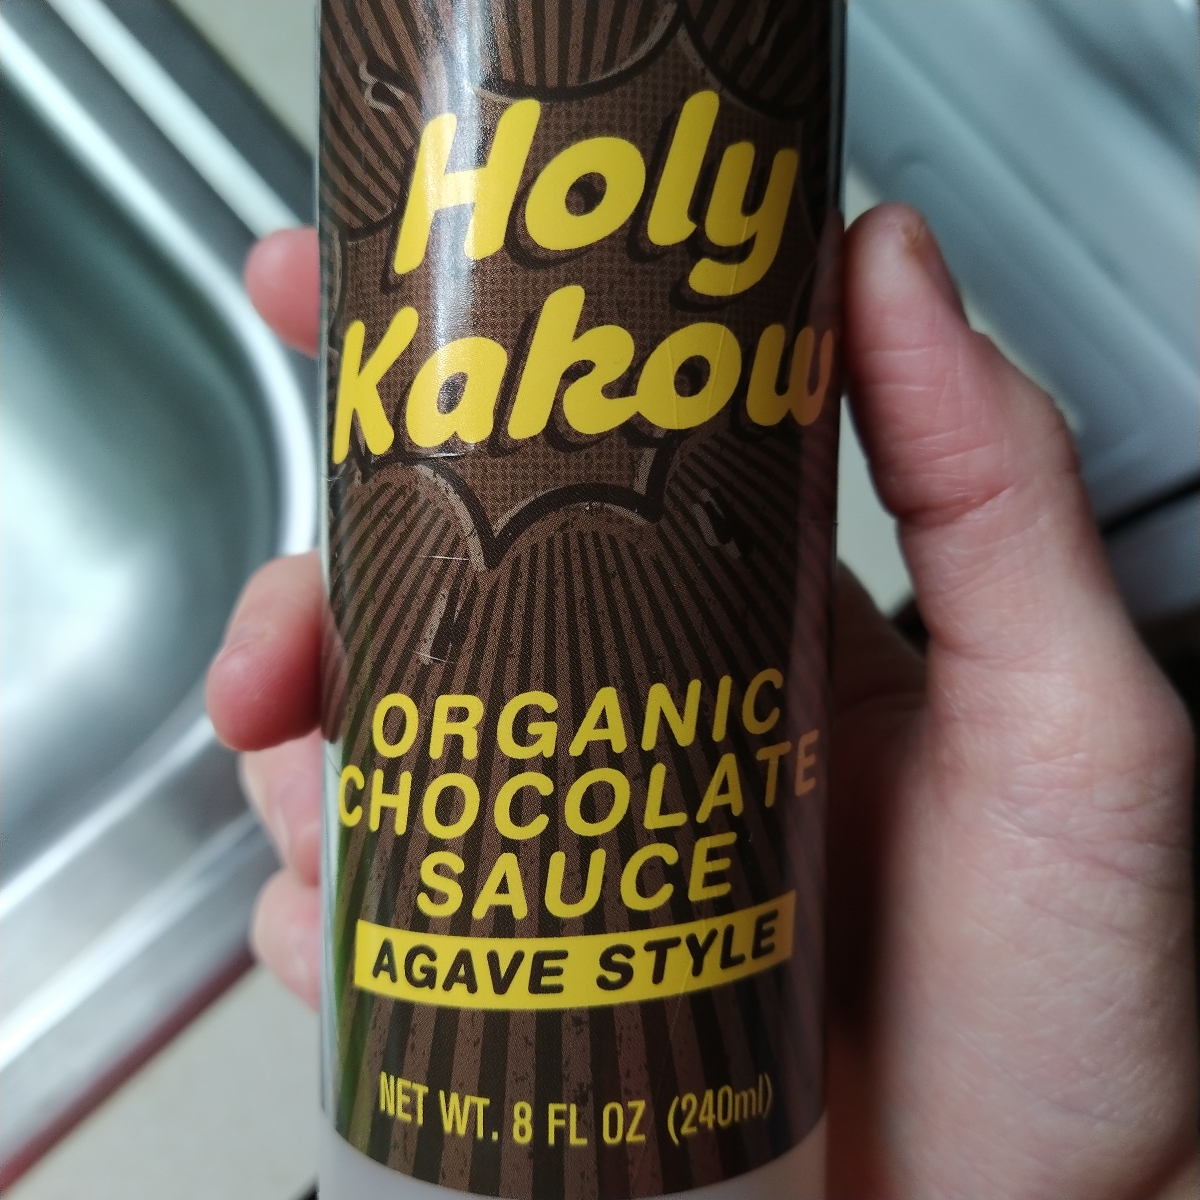 Holy
Kakow
ORGANIC
CHOCOLATE
SAUCE
AGAVE STYLE
NET WT. 8 FL OZ (240ml)